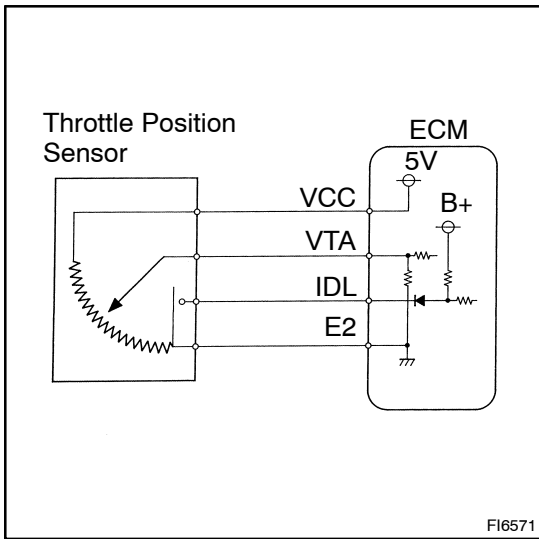 Throttle Position
Sensor
ECM
5V
B+
VCC
VTA
IDL
E2
FI6571